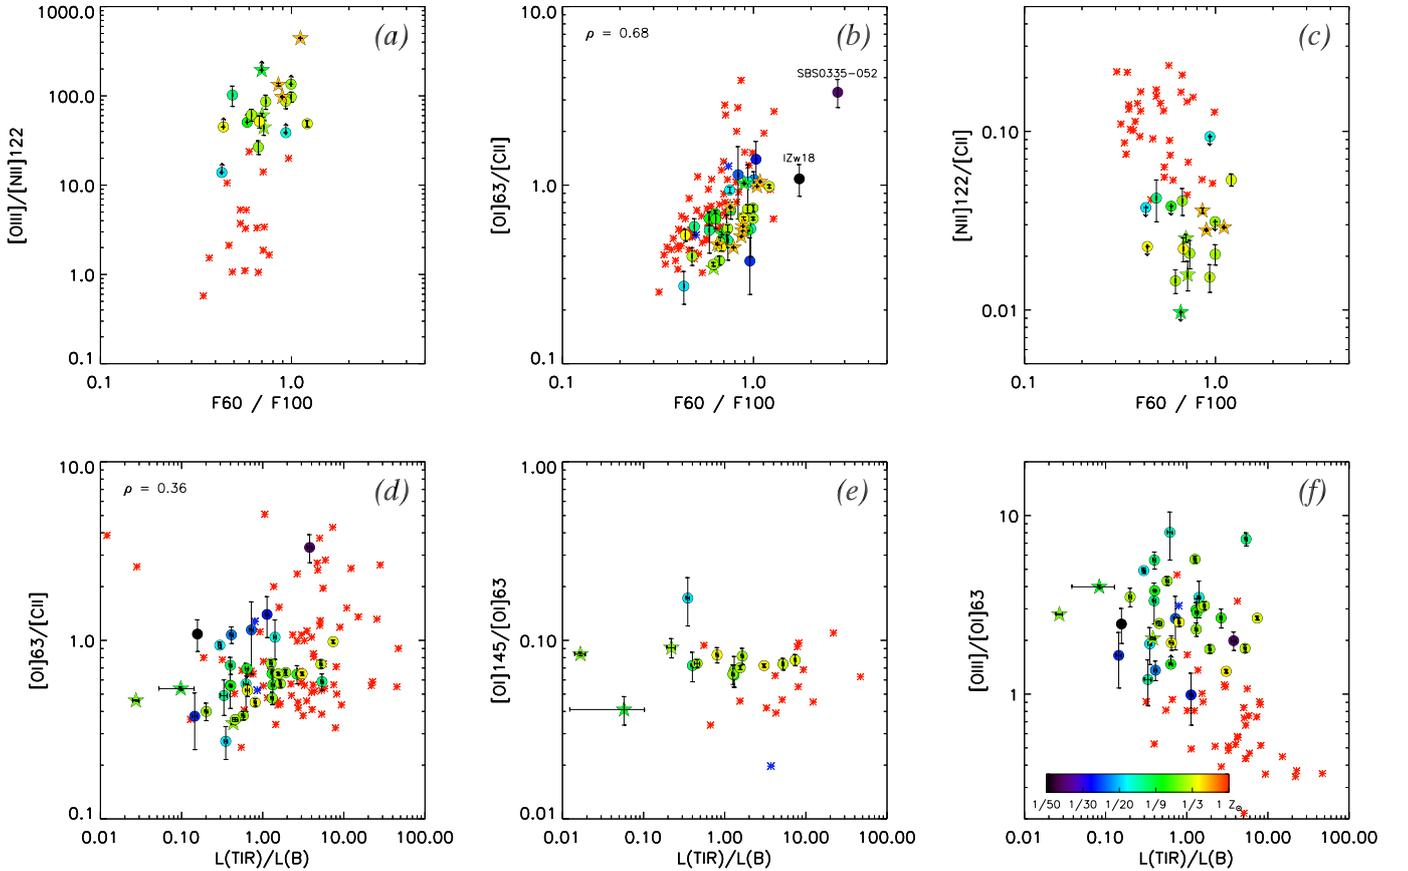 1000.0
100.0
10.0
1.0
0.1
[OIII]/[NII]122
(a)
0.1
1.0
F60 / F100
10.0
1.0
0.1
[OI]63/[CII]
ρ = 0.68
(b)
SBS0335-052
IZw18
0.1
1.0
F60 / F100
0.10
0.01
[NII]122/[CII]
(c)
0.1
1.0
F60 / F100
10.0
1.0
0.1
[OI]63/[CII]
ρ = 0.36
(d)
0.01 0.10 1.00 10.00 100.00
L(TIR)/L(B)
1.00
0.10
0.01
[OI]145/[OI]63
(e)
0.01 0.10 1.00 10.00 100.00
L(TIR)/L(B)
10
1
[OIII]/[OI]63
(f)
1/50 1/30 1/20 1/9 1/3 1 Z⊙
0.01 0.10 1.00 10.00 100.00
L(TIR)/L(B)